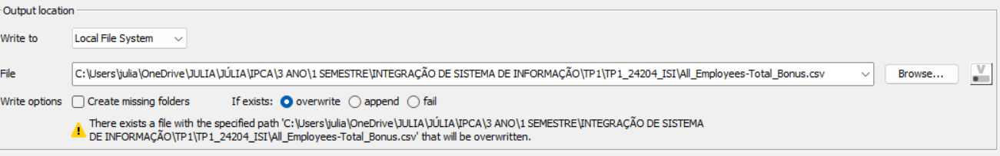 Output location
Write to Local File System
File C:\Users\julia\OneDrive\JULIA\JÚLIA\IPCA\3 ANO\1 SEMESTRE\INTEGRAÇÃO DE SISTEMA DE INFORMAÇÃO\TP1\TP1_24204_ISI\All_Employees-Total_Bonus.csv Browse... V
Write options Create missing folders If exists: overwrite append fail
There exists a file with the specified path 'C:\Users\julia\OneDrive\JULIA\JÚLIA\IPCA\3 ANO\1 SEMESTRE\INTEGRAÇÃO DE SISTEMA
DE INFORMAÇÃO\TP1\TP1_24204_ISI\All_Employees-Total_Bonus.csv' that will be overwritten.